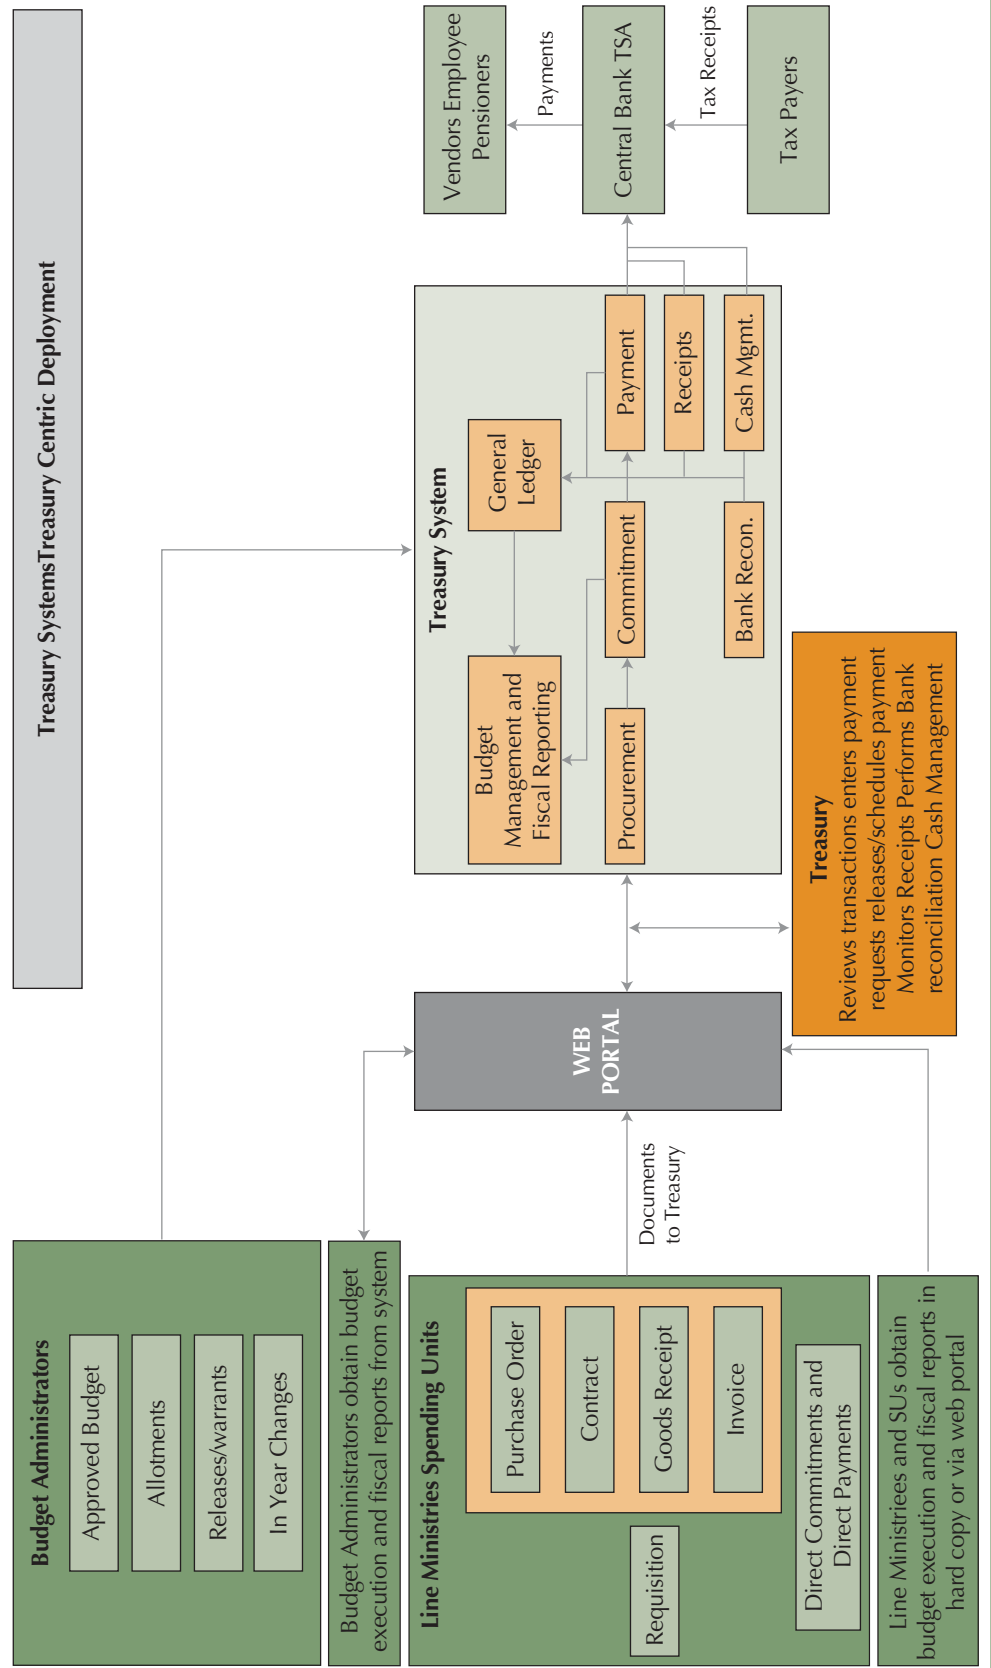 Treasury SystemsTreasury Centric Deployment
Budget Administrators
Approved Budget
Allotments
Releases/warrants
In Year Changes
Budget Administrators obtain budget
execution and fiscal reports from system
Line Ministries Spending Units
Requisition
Purchase Order
Contract
Goods Receipt
Invoice
Direct Commitments and
Direct Payments
Line Ministriees and SUs obtain
budget execution and fiscal reports in
hard copy or via web portal
Documents
to Treasury
WEB
PORTAL
Treasury System
Budget
Management and
Fiscal Reporting
General
Ledger
Procurement
Commitment
Payment
Receipts
Bank Recon.
Cash Mgmt.
Treasury
Reviews transactions enters payment
requests releases/schedules payment
Monitors Receipts Performs Bank
reconciliation Cash Management
Vendors Employee
Pensioners
Payments
Central Bank TSA
Tax Receipts
Tax Payers